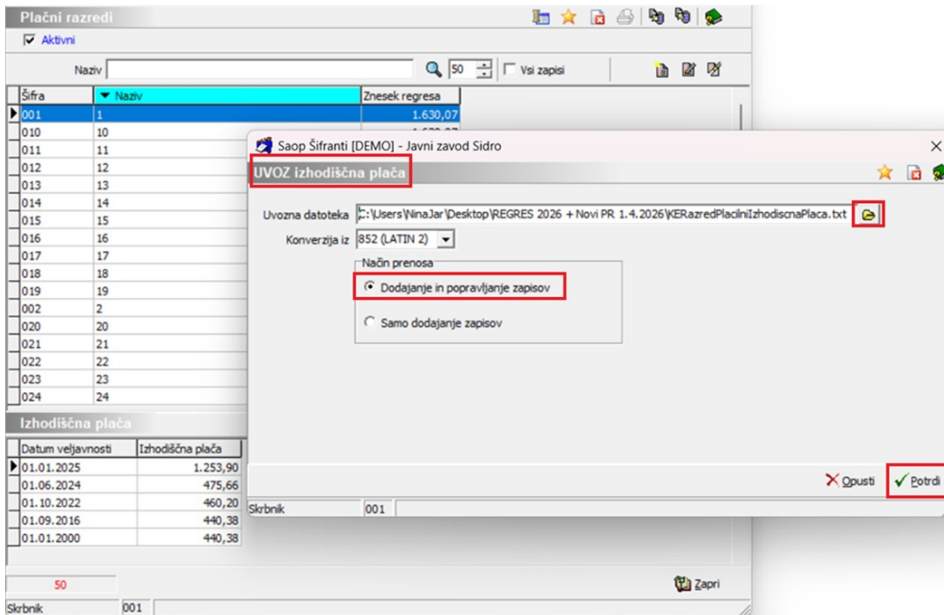 Plačni razredi
Aktivni
Naziv 50 Vsi zapisi
Šifra Naziv Znesek regresa
001 1 1.630,07
010 10
011 11
012 12
013 13
014 14
015 15
016 16
017 17
018 18
019 19
002 2
020 20
021 21
022 22
023 23
024 24
Izhodiščna plača
Datum veljavnosti Izhodiščna plača
01.01.2025 1.253,90
01.06.2024 475,66
01.10.2022 460,20
01.09.2016 440,38
01.01.2000 440,38
50 Zapri
Skrbnik 001
Saop Šifranti [DEMO] - Javni zavod Sidro
UVOZ izhodiščna plača
Uvozna datoteka C:\Users\NinaJar\Desktop\REGRES 2026 + Novi PR 1.4.2026\KERazredPlacilniIzhodiscnaPlaca.txt
Konverzija iz 852 (LATIN 2)
Način prenosa
Dodajanje in popravljanje zapisov
Samo dodajanje zapisov
Opusti Potrdi
Skrbnik 001